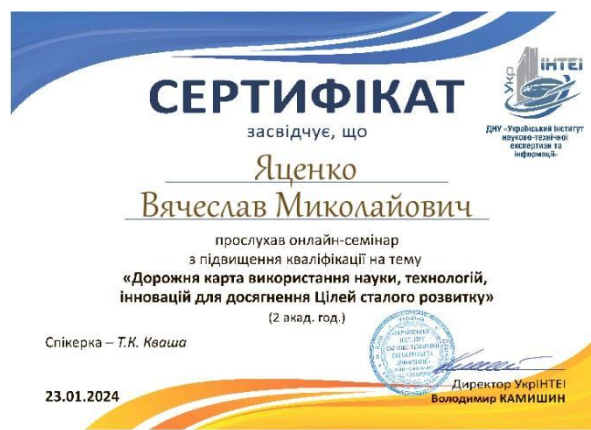 СЕРТИФІКАТ
засвідчує, що
УкрІНТЕІ
ДНУ «Український інститут
науково-технічної
експертизи та
інформації»
Яценко
Вячеслав Миколайович
прослухав онлайн-семінар
з підвищення кваліфікації на тему
«Дорожня карта використання науки, технологій,
інновацій для досягнення Цілей сталого розвитку»
(2 акад. год.)
Спікерка – Т.К. Кваша
23.01.2024
Директор УкрІНТЕІ
Володимир КАМИШИН